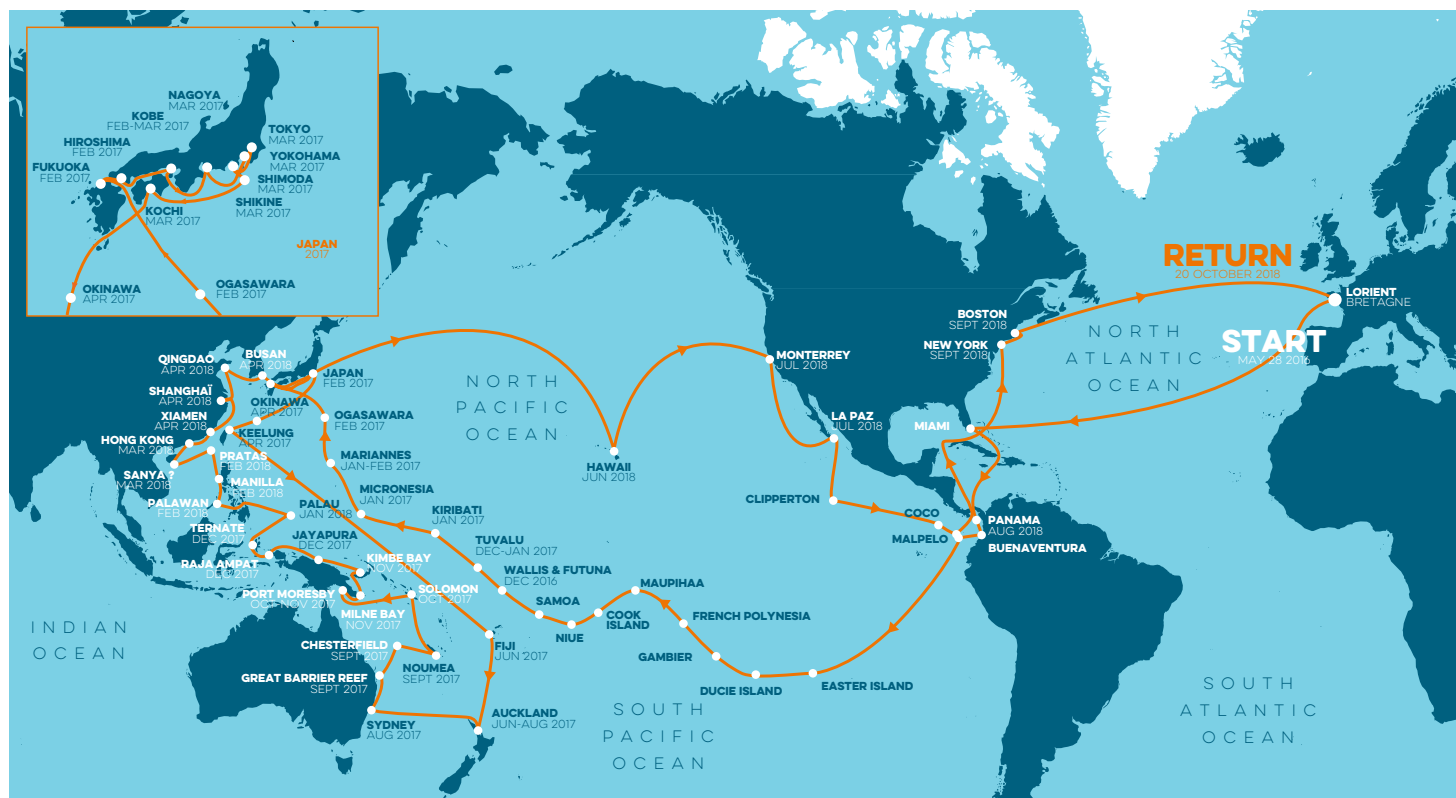 NAGOYA
MAR 2017
KOBE
FEB-MAR 2017
HIROSHIMA
FEB 2017
FUKUOKA
FEB 2017
TOKYO
MAR 2017
YOKOHAMA
MAR 2017
SHIMODA
MAR 2017
SHIKINE
MAR 2017
KOCHI
MAR 2017
JAPAN
2017
OKINAWA
APR 2017
OGASAWARA
FEB 2017
RETURN
20 OCTOBER 2018
LORIENT
BRETAGNE
START
MAY 28 2016
BOSTON
SEPT 2018
NEW YORK
SEPT 2018
NORTH
ATLANTIC
OCEAN
MIAMI
QINGDAO
APR 2018
BUSAN
APR 2018
JAPAN
FEB 2017
SHANGHAÏ
APR 2018
OKINAWA
APR 2017
XIAMEN
APR 2018
KEELUNG
APR 2017
OGASAWARA
FEB 2017
HONG KONG
MAR 2018
PRATAS
FEB 2018
MARIANNES
JAN-FEB 2017
SANYA ?
MAR 2018
MANILLA
FEB 2018
MICRONESIA
JAN 2017
PALAWAN
FEB 2018
PALAU
JAN 2018
KIRIBATI
JAN 2017
TERNATE
DEC 2017
JAYAPURA
DEC 2017
TUVALU
DEC-JAN 2017
RAJA AMPAT
DEC 2017
KIMBE BAY
NOV 2017
WALLIS & FUTUNA
DEC 2016
PORT MORESBY
OCT-NOV 2017
SOLOMON
OCT 2017
MILNE BAY
NOV 2017
SAMOA
NIUE
COOK
ISLAND
MAUPIHAA
FRENCH POLYNESIA
GAMBIER
DUCIE ISLAND
EASTER ISLAND
CHESTERFIELD
SEPT 2017
NOUMEA
SEPT 2017
FIJI
JUN 2017
GREAT BARRIER REEF
SEPT 2017
SYDNEY
AUG 2017
AUCKLAND
JUN-AUG 2017
NORTH
PACIFIC
OCEAN
HAWAII
JUN 2018
MONTERREY
JUL 2018
LA PAZ
JUL 2018
CLIPPERTON
COCO
MALPELO
PANAMA
AUG 2018
BUENAVENTURA
INDIAN
OCEAN
SOUTH
PACIFIC
OCEAN
SOUTH
ATLANTIC
OCEAN